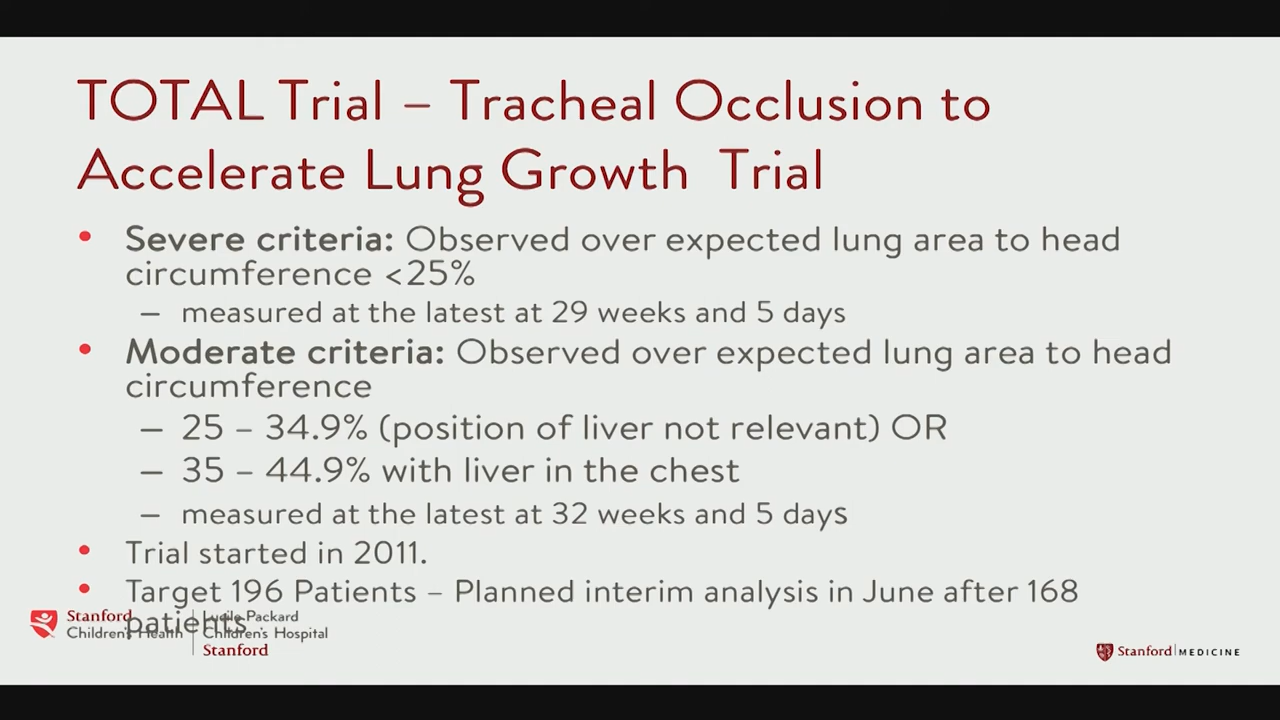 TOTAL Trial – Tracheal Occlusion to
Accelerate Lung Growth Trial
• Severe criteria: Observed over expected lung area to head
circumference <25%
– measured at the latest at 29 weeks and 5 days
• Moderate criteria: Observed over expected lung area to head
circumference
– 25 – 34.9% (position of liver not relevant) OR
– 35 – 44.9% with liver in the chest
– measured at the latest at 32 weeks and 5 days
• Trial started in 2011.
• Target 196 Patients – Planned interim analysis in June after 168
patients
Stanford
Children's Health
Lucile Packard
Children's Hospital
Stanford
Stanford MEDICINE